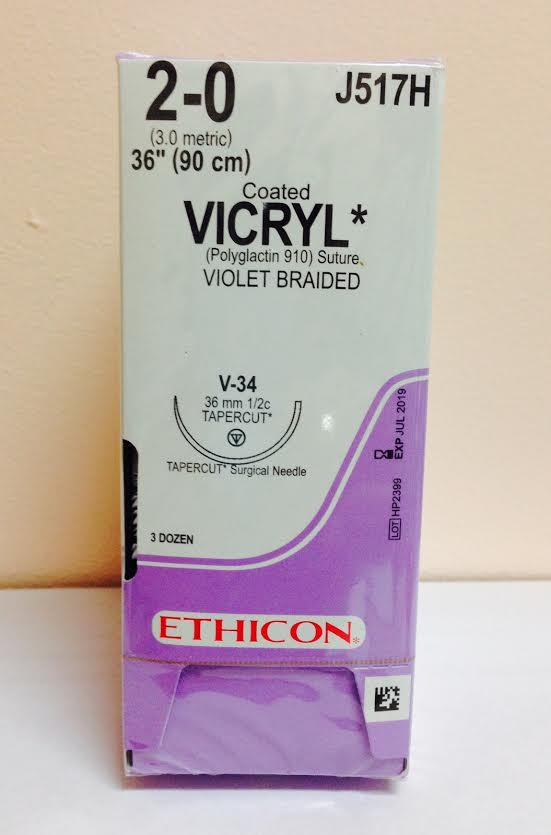 2-0
J517H
(3.0 metric)
36" (90 cm)
Coated
VICRYL*
(Polyglactin 910) Suture
VIOLET BRAIDED
V-34
36 mm 1/2c
TAPERCUT*
TAPERCUT* Surgical Needle
EXP JUL 2019
LOT HP2399
3 DOZEN
ETHICON*